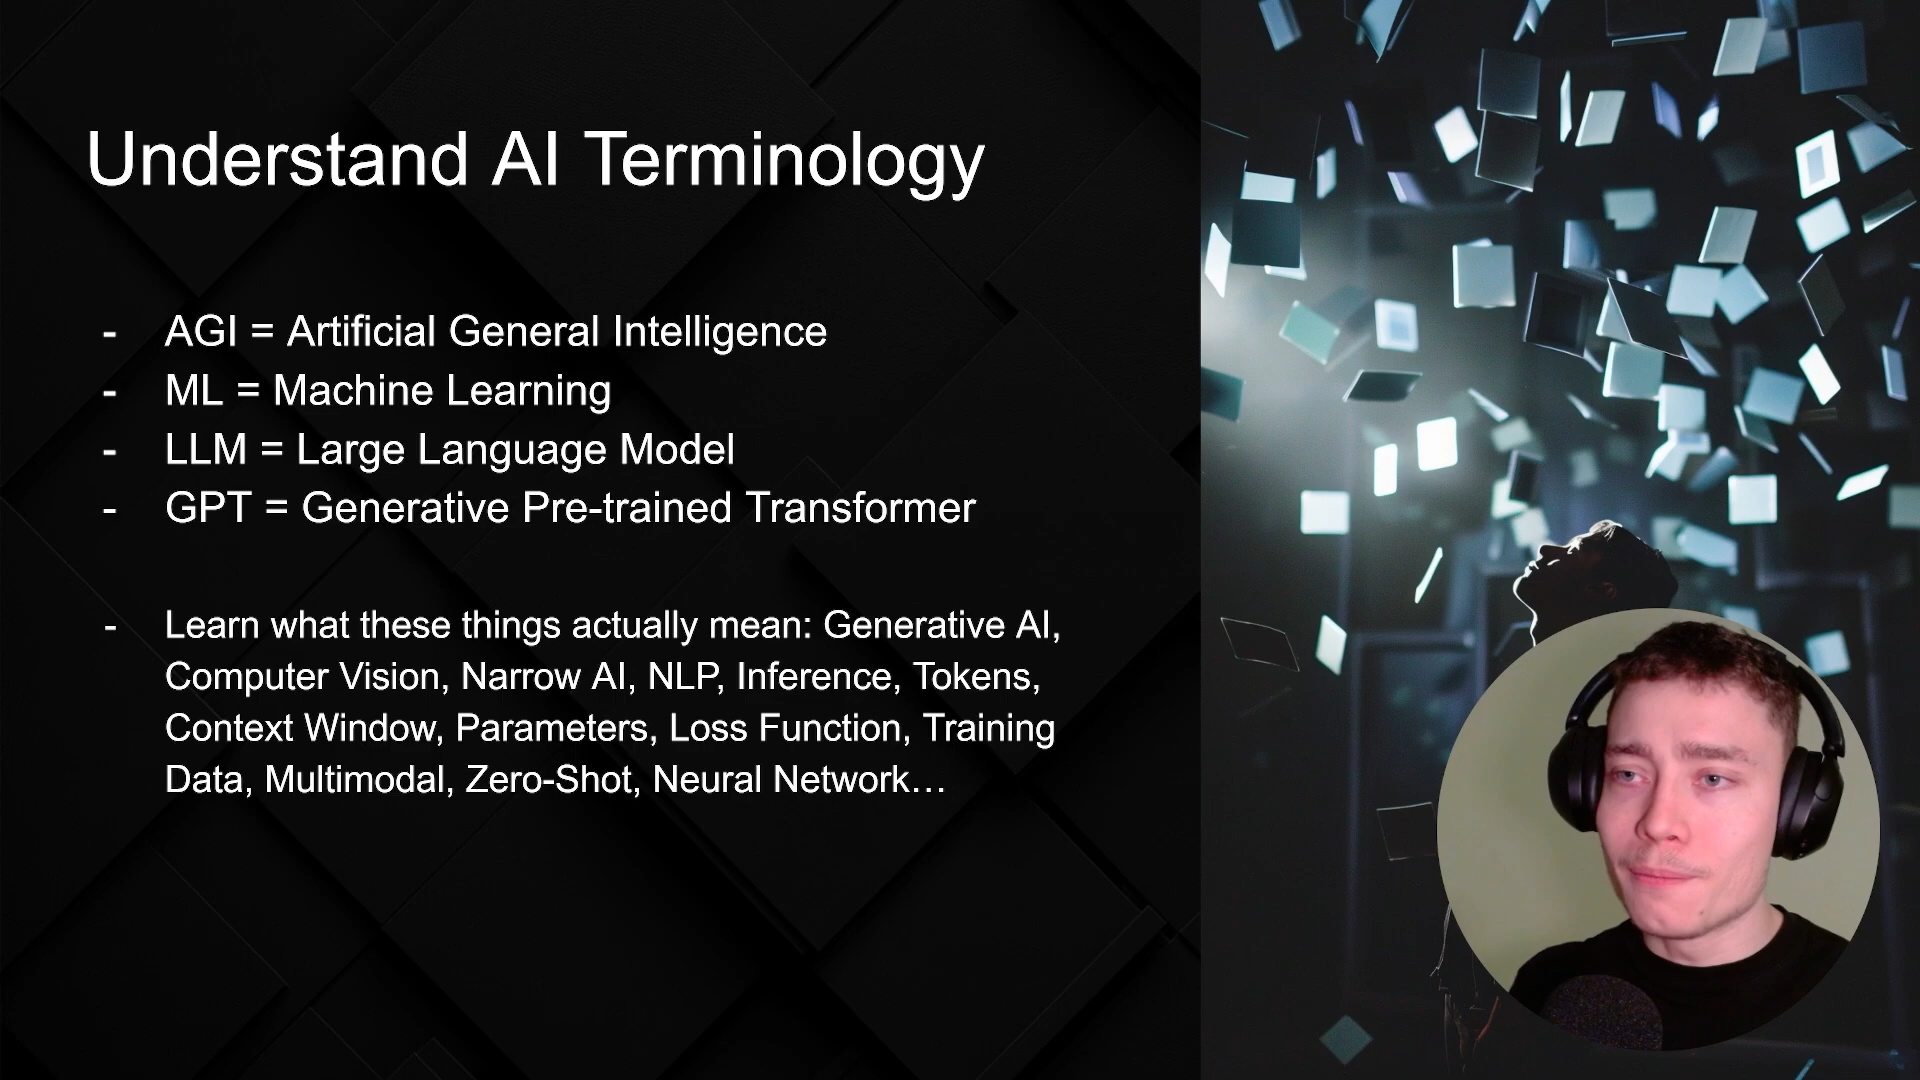 Understand AI Terminology
- AGI = Artificial General Intelligence
- ML = Machine Learning
- LLM = Large Language Model
- GPT = Generative Pre-trained Transformer
- Learn what these things actually mean: Generative AI,
Computer Vision, Narrow AI, NLP, Inference, Tokens,
Context Window, Parameters, Loss Function, Training
Data, Multimodal, Zero-Shot, Neural Network…